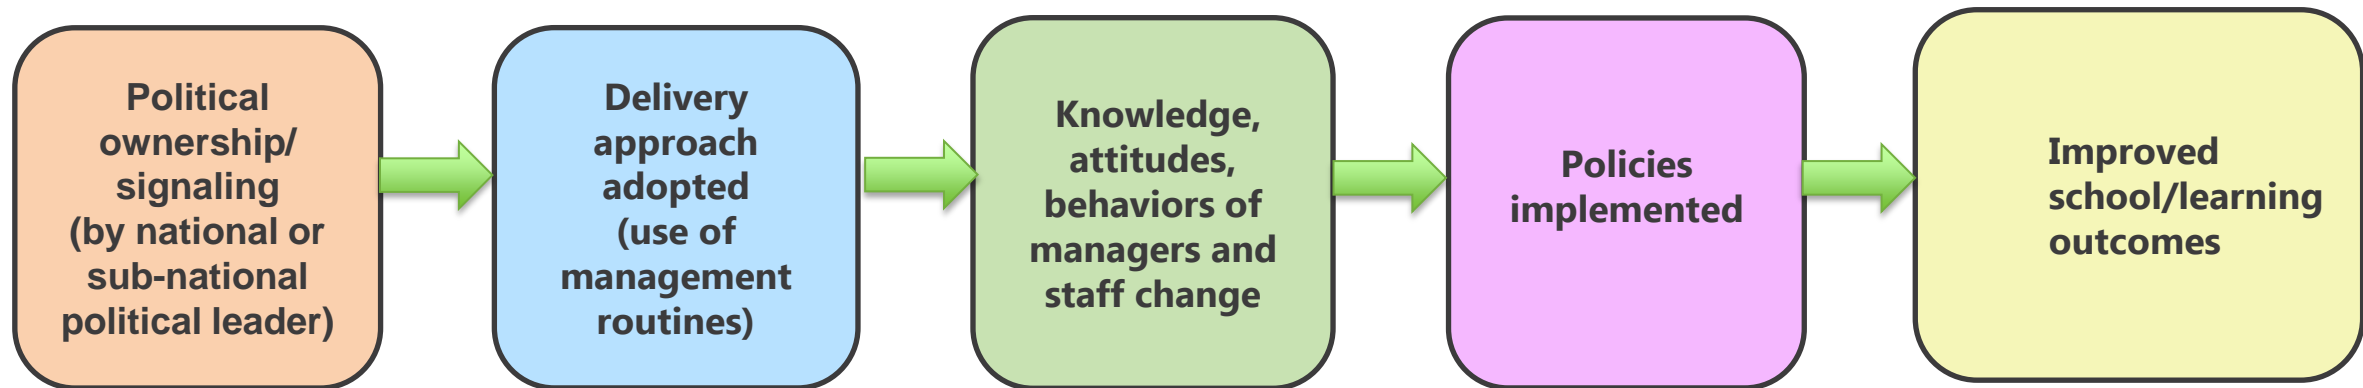 Political
ownership/
signaling
(by national or
sub-national
political leader)
Delivery
approach
adopted
(use of
management
routines)
Knowledge,
attitudes,
behaviors of
managers and
staff change
Policies
implemented
Improved
school/learning
outcomes